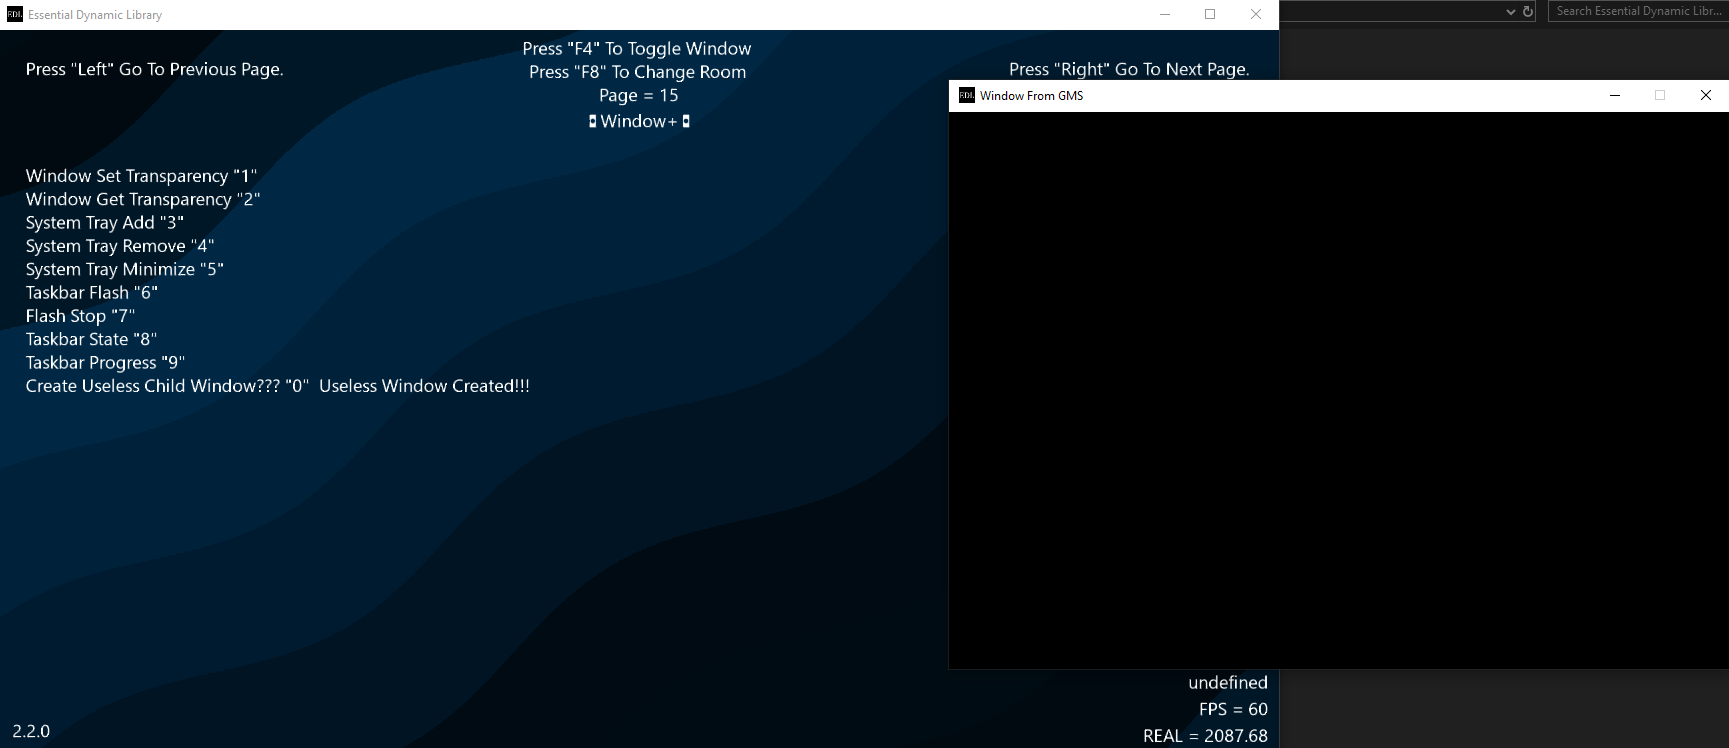 EDL Essential Dynamic Library
Search Essential Dynamic Libr...
Press "F4" To Toggle Window
Press "Left" Go To Previous Page.
Press "F8" To Change Room
Press "Right" Go To Next Page.
Page = 15
Window+
EDL Window From GMS
Window Set Transparency "1"
Window Get Transparency "2"
System Tray Add "3"
System Tray Remove "4"
System Tray Minimize "5"
Taskbar Flash "6"
Flash Stop "7"
Taskbar State "8"
Taskbar Progress "9"
Create Useless Child Window??? "0" Useless Window Created!!!
undefined
FPS = 60
2.2.0
REAL = 2087.68